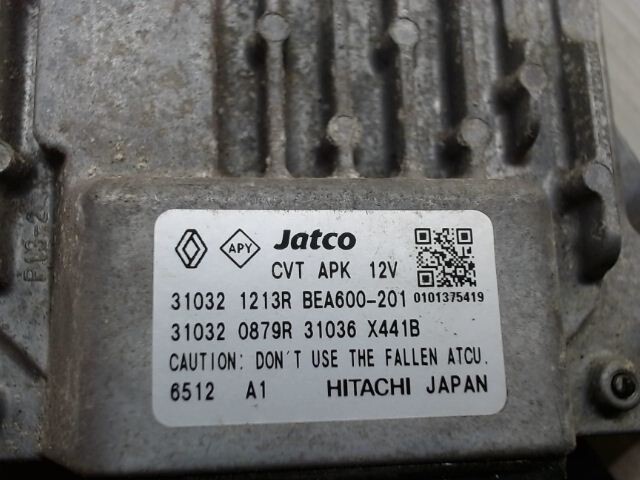 APY Jatco
CVT APK 12V
31032 1213R BEA600-201 0101375419
31032 0879R 31036 X441B
CAUTION: DON'T USE THE FALLEN ATCU.
6512 A1 HITACHI JAPAN